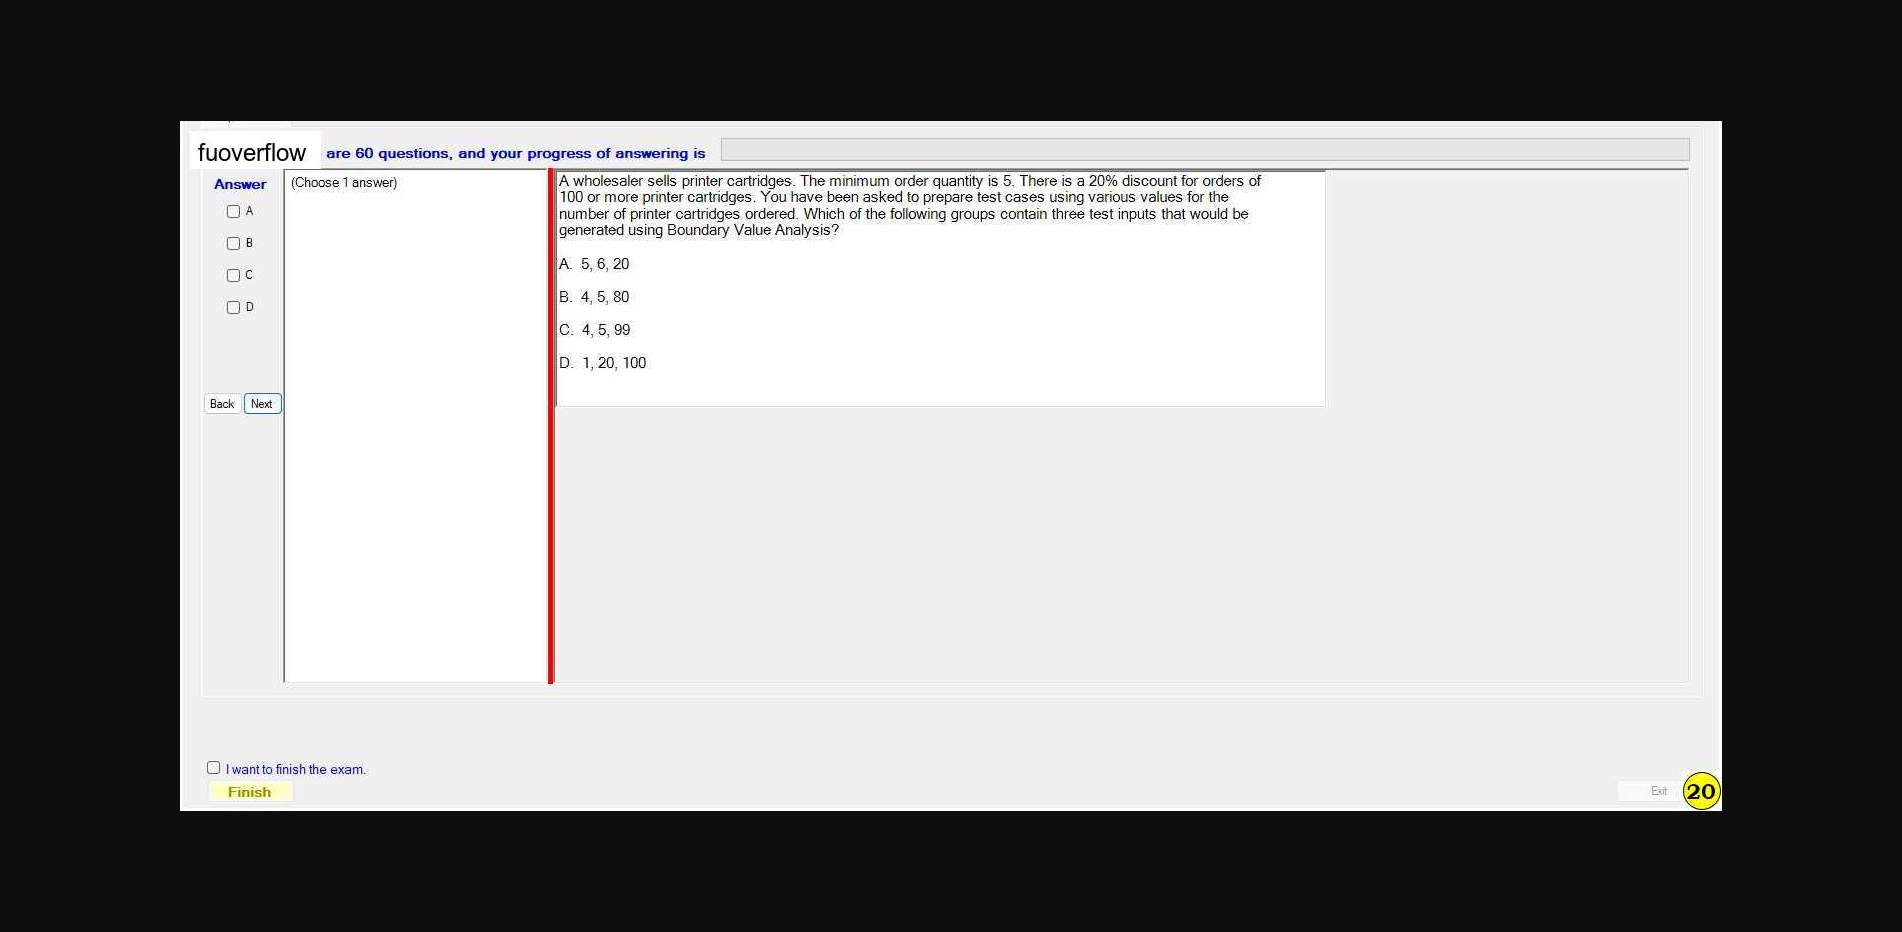 fuoverflow are 60 questions, and your progress of answering is
Answer
(Choose 1 answer)
A
B
C
D
Back Next
A wholesaler sells printer cartridges. The minimum order quantity is 5. There is a 20% discount for orders of
100 or more printer cartridges. You have been asked to prepare test cases using various values for the
number of printer cartridges ordered. Which of the following groups contain three test inputs that would be
generated using Boundary Value Analysis?
A. 5, 6, 20
B. 4, 5, 80
C. 4, 5, 99
D. 1, 20, 100
I want to finish the exam.
Finish
Exit
20